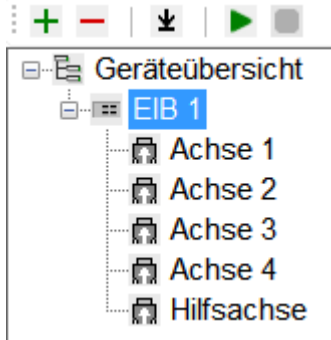 Geräteübersicht
EIB 1
Achse 1
Achse 2
Achse 3
Achse 4
Hilfsachse